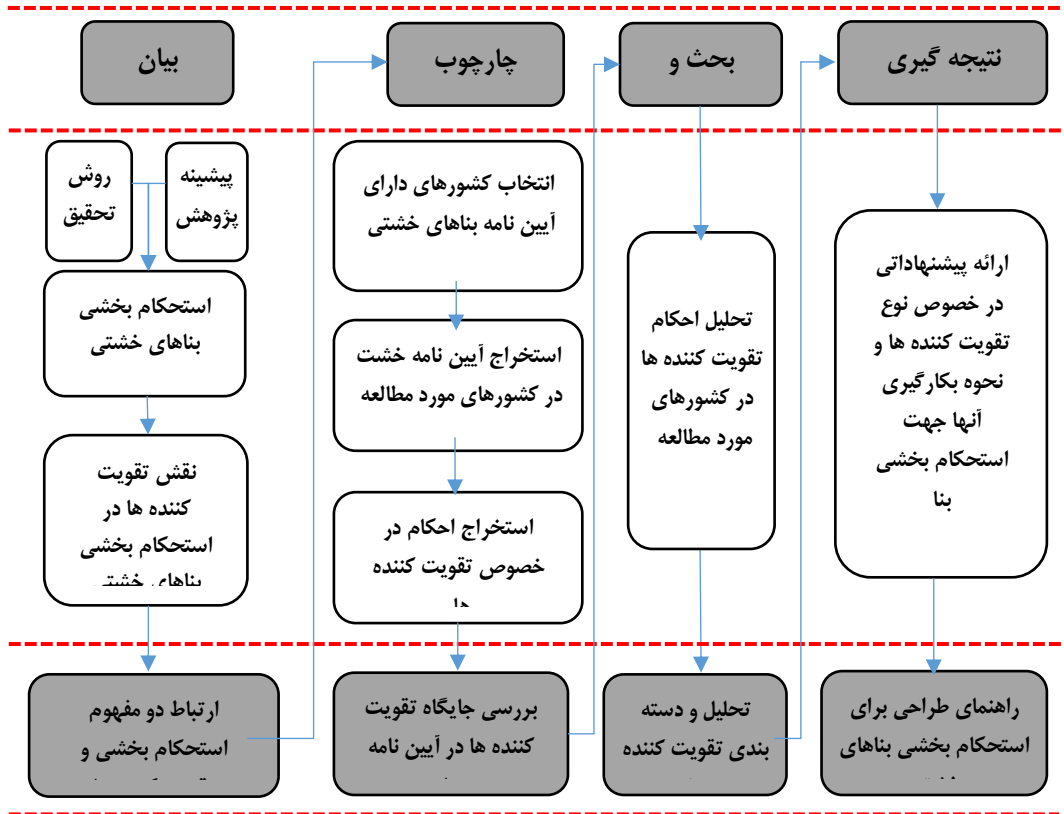 بیان
چارچوب
بحث و
نتیجه گیری
روش
تحقیق
پیشینه
پژوهش
استحکام بخشی
بناهای خشتی
نقش تقویت
کننده ها در
استحکام بخشی
بناهای خشتی
ارتباط دو مفهوم
استحکام بخشی و
انتخاب کشورهای دارای
آیین نامه بناهای خشتی
استخراج آیین نامه خشت
در کشورهای مورد مطالعه
استخراج احکام در
خصوص تقویت کننده
ها
بررسی جایگاه تقویت
کننده ها در آیین نامه
تحلیل احکام
تقویت کننده ها
در کشورهای
مورد مطالعه
تحلیل و دسته
بندی تقویت کننده
ارائه پیشنهاداتی
در خصوص نوع
تقویت کننده ها و
نحوه بکارگیری
آنها جهت
استحکام بخشی
بنا
راهنمای طراحی برای
استحکام بخشی بناهای